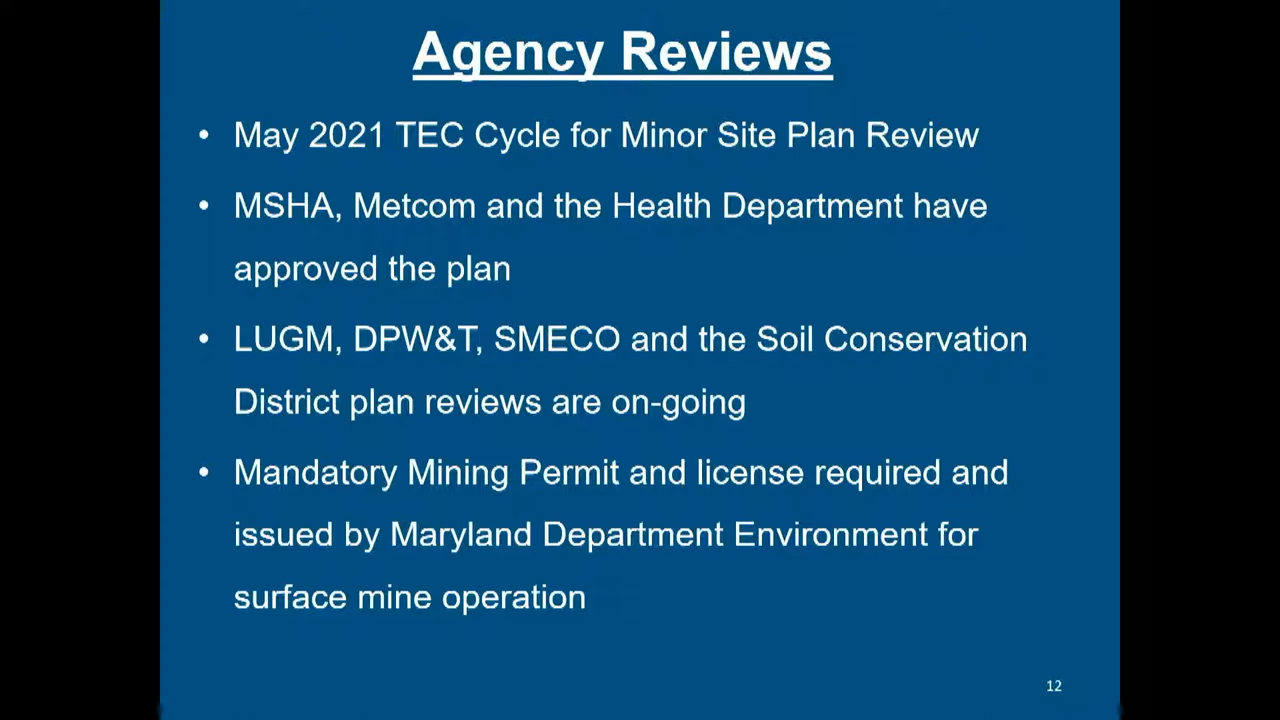 Agency Reviews
• May 2021 TEC Cycle for Minor Site Plan Review
• MSHA, Metcom and the Health Department have
approved the plan
• LUGM, DPW&T, SMECO and the Soil Conservation
District plan reviews are on-going
• Mandatory Mining Permit and license required and
issued by Maryland Department Environment for
surface mine operation
12